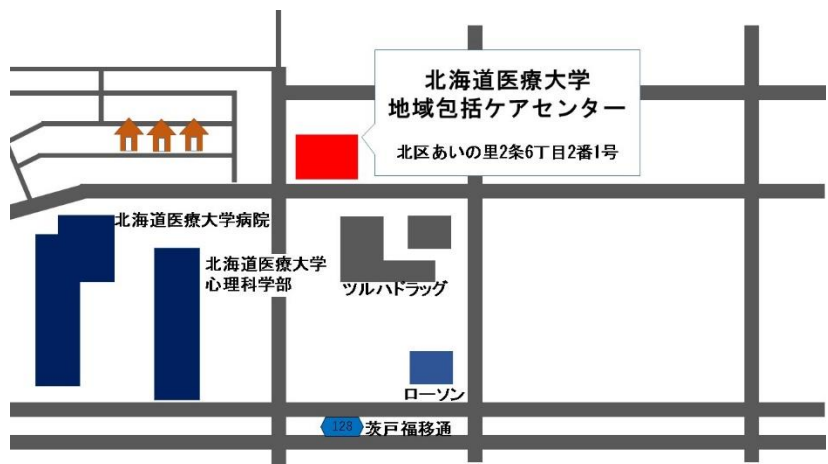 北海道医療大学
地域包括ケアセンター
北区あいの里2条6丁目2番1号
北海道医療大学病院
北海道医療大学
心理科学部
ツルハドラッグ
ローソン
128
茨戸福移通